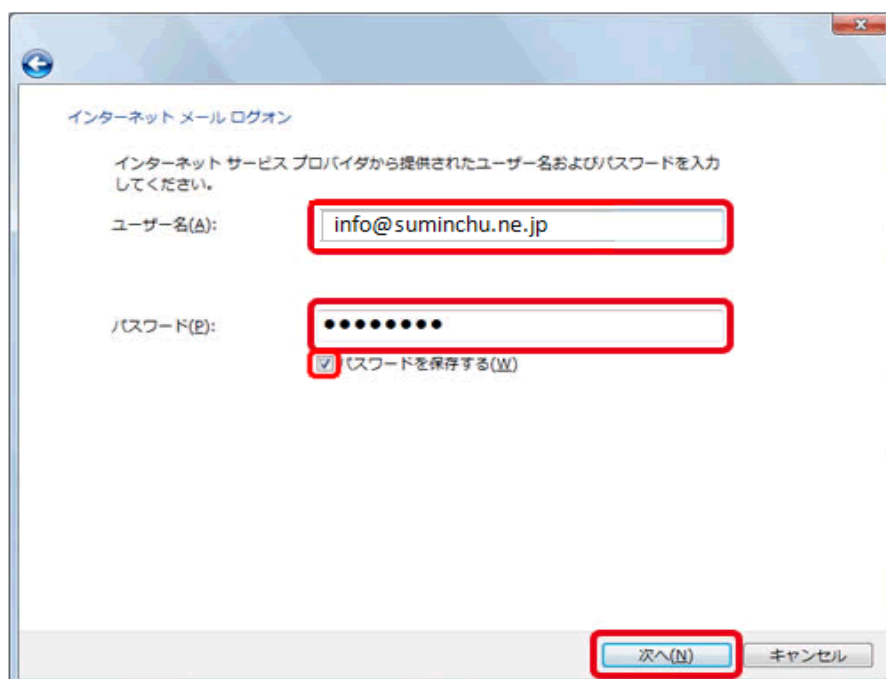 インターネット メール ログオン
インターネット サービス プロバイダから提供されたユーザー名およびパスワードを入力
してください。
ユーザー名(A):
info@suminchu.ne.jp
パスワード(P):
●●●●●●●●
パスワードを保存する(W)
次へ(N)
キャンセル